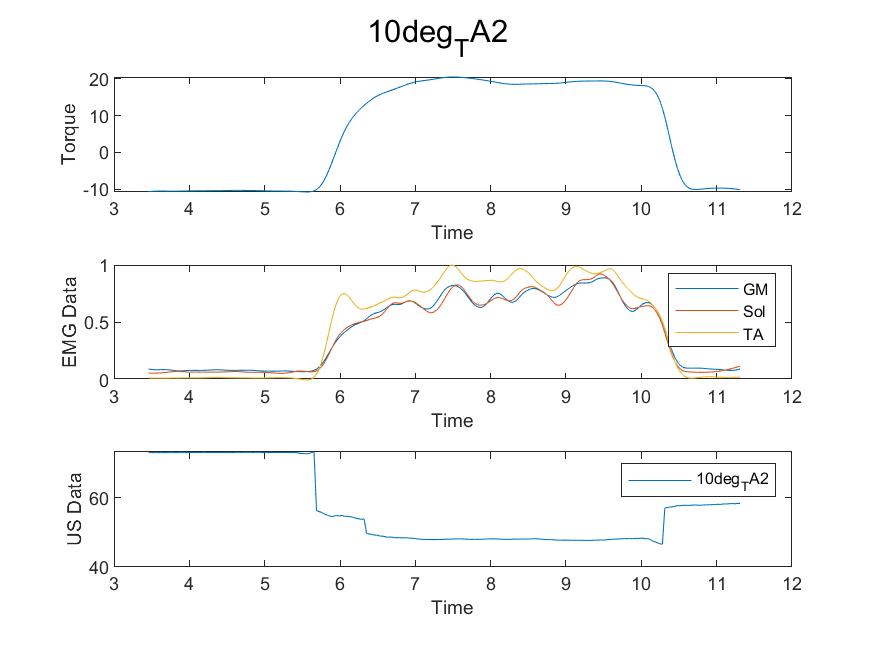 10deg_TA2
20
10
0
-10
Torque
3 4 5 6 7 8 9 10 11 12
Time
1
0.5
0
EMG Data
GM
Sol
TA
3 4 5 6 7 8 9 10 11 12
Time
60
40
US Data
10deg_TA2
3 4 5 6 7 8 9 10 11 12
Time